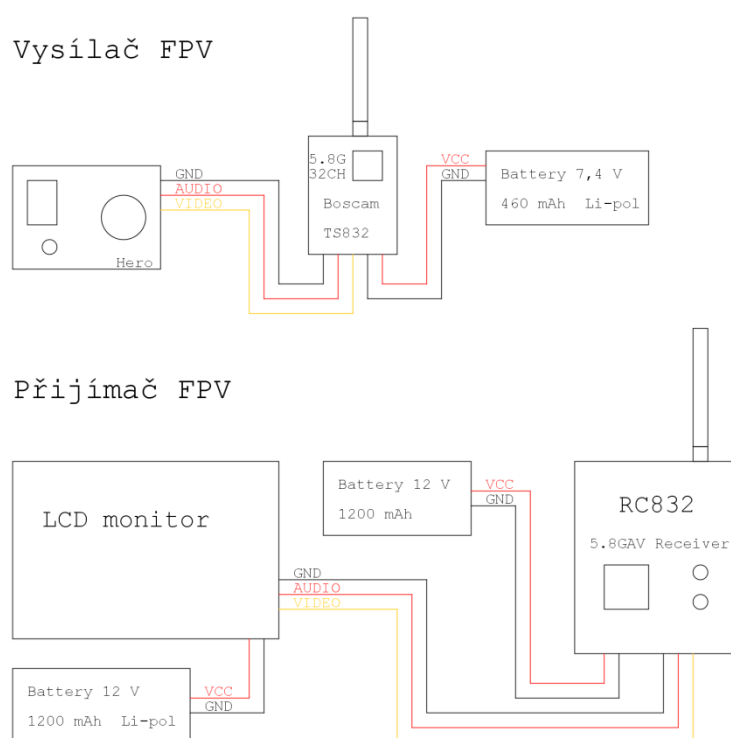 Vysílač FPV
GND
AUDIO
VIDEO
Hero
5.8G
32CH
Boscam
TS832
VCC
GND
Battery 7,4 V
460 mAh Li-pol
Přijímač FPV
LCD monitor
GND
AUDIO
VIDEO
Battery 12 V
1200 mAh
VCC
GND
RC832
5.8GAV Receiver
Battery 12 V
1200 mAh Li-pol
VCC
GND